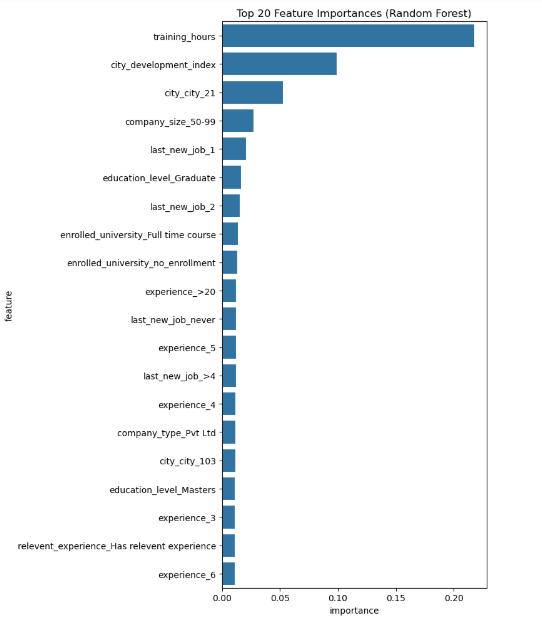 Top 20 Feature Importances (Random Forest)
training_hours
city_development_index
city_city_21
company_size_50-99
last_new_job_1
education_level_Graduate
last_new_job_2
enrolled_university_Full time course
enrolled_university_no_enrollment
experience_>20
last_new_job_never
experience_5
last_new_job_>4
experience_4
company_type_Pvt Ltd
city_city_103
education_level_Masters
experience_3
relevent_experience_Has relevent experience
experience_6
feature
0.00 0.05 0.10 0.15 0.20
importance